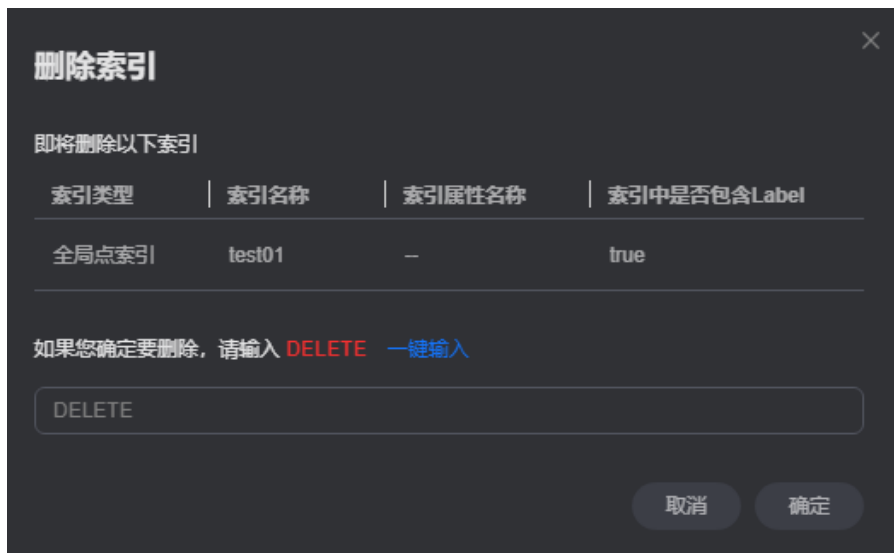 删除索引
即将删除以下索引
索引类型 索引名称 索引属性名称 索引中是否包含Label
全局点索引 test01 -- true
如果您确定要删除，请输入 DELETE 一键输入
DELETE
取消 确定